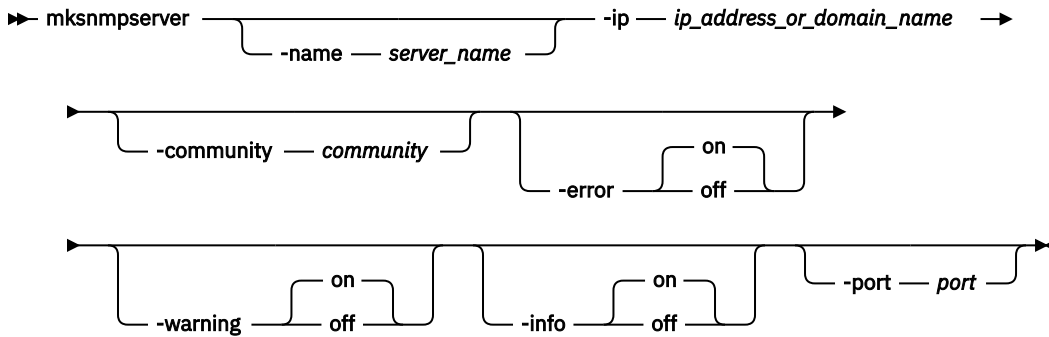 mksnmpserver -ip ip_address_or_domain_name
-name server_name
-community community
on
-error off
on on
-port port
-warning off -info off